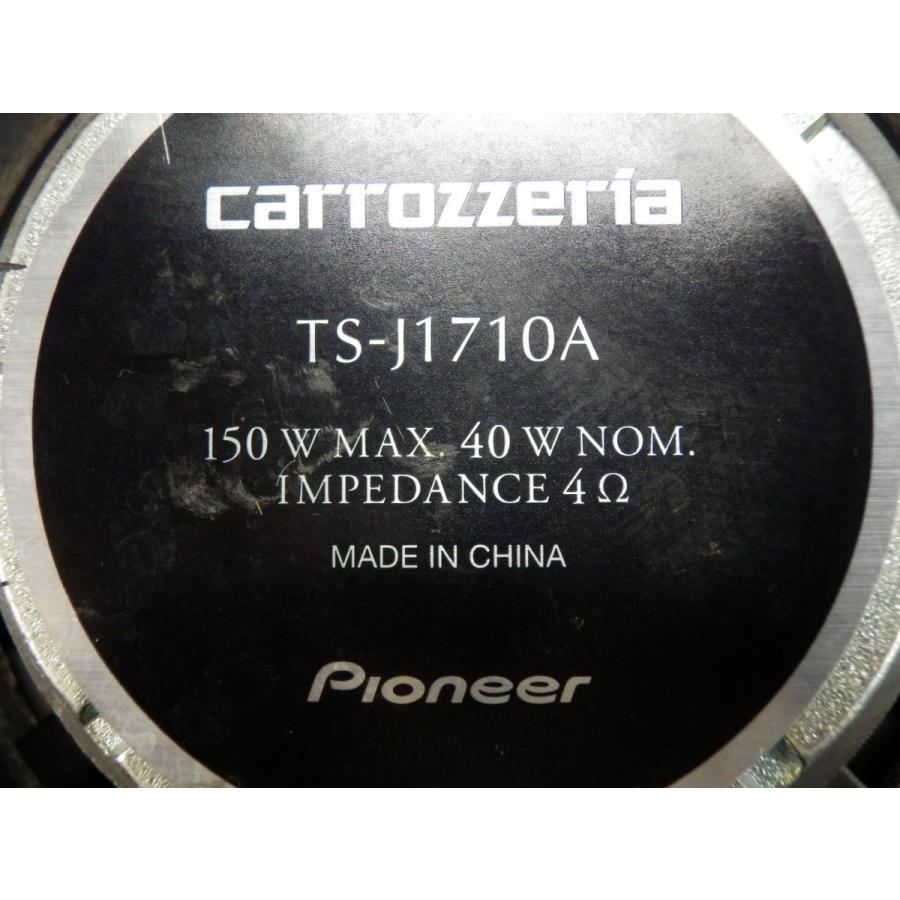 carrozzeria
TS-J1710A
150 W MAX. 40 W NOM.
IMPEDANCE 4 Ω
MADE IN CHINA
Pioneer